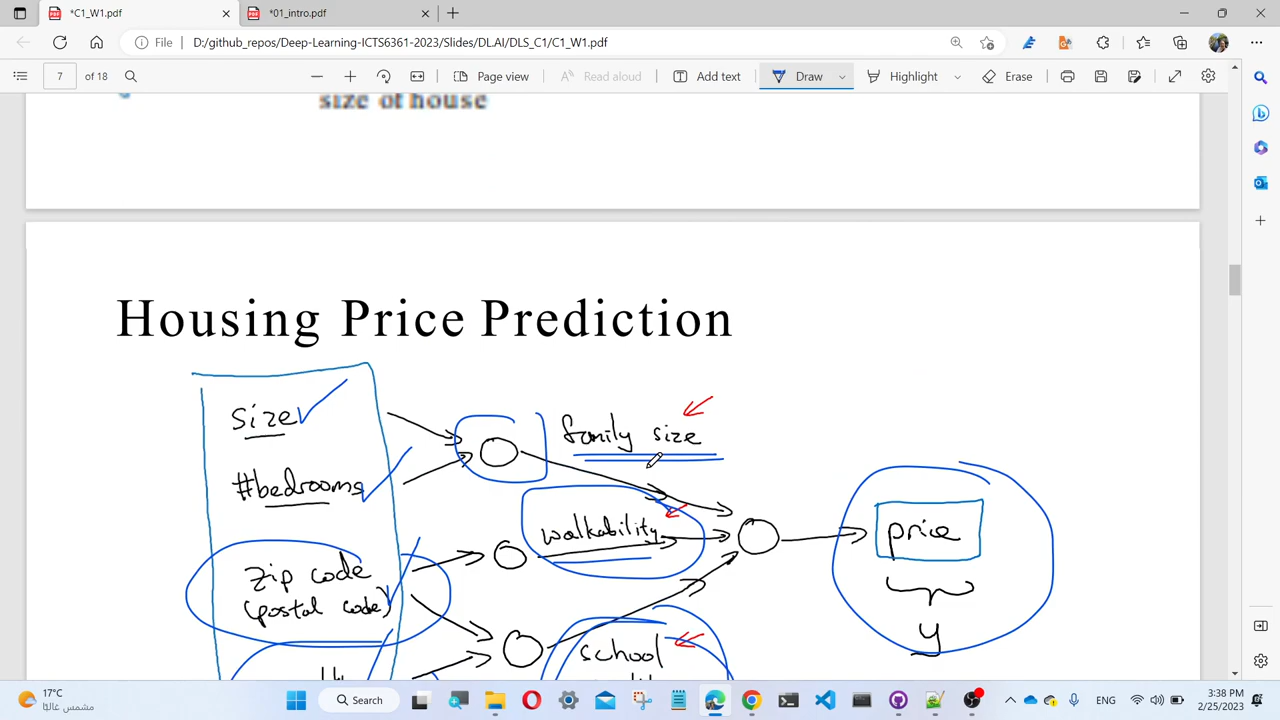 *C1_W1.pdf
*01_intro.pdf
File
D:/github_repos/Deep-Learning-ICTS6361-2023/Slides/DL.AI/DLS_C1/C1_W1.pdf
7 of 18
Page view
Read aloud
Add text
Draw
Highlight
Erase
size of house
Housing Price Prediction
size
#bedrooms
zip code
(postal code)
family size
walkability
school
price
y
17°C
مشمس غالبًا
Search
ENG
3:38 PM
2/25/2023